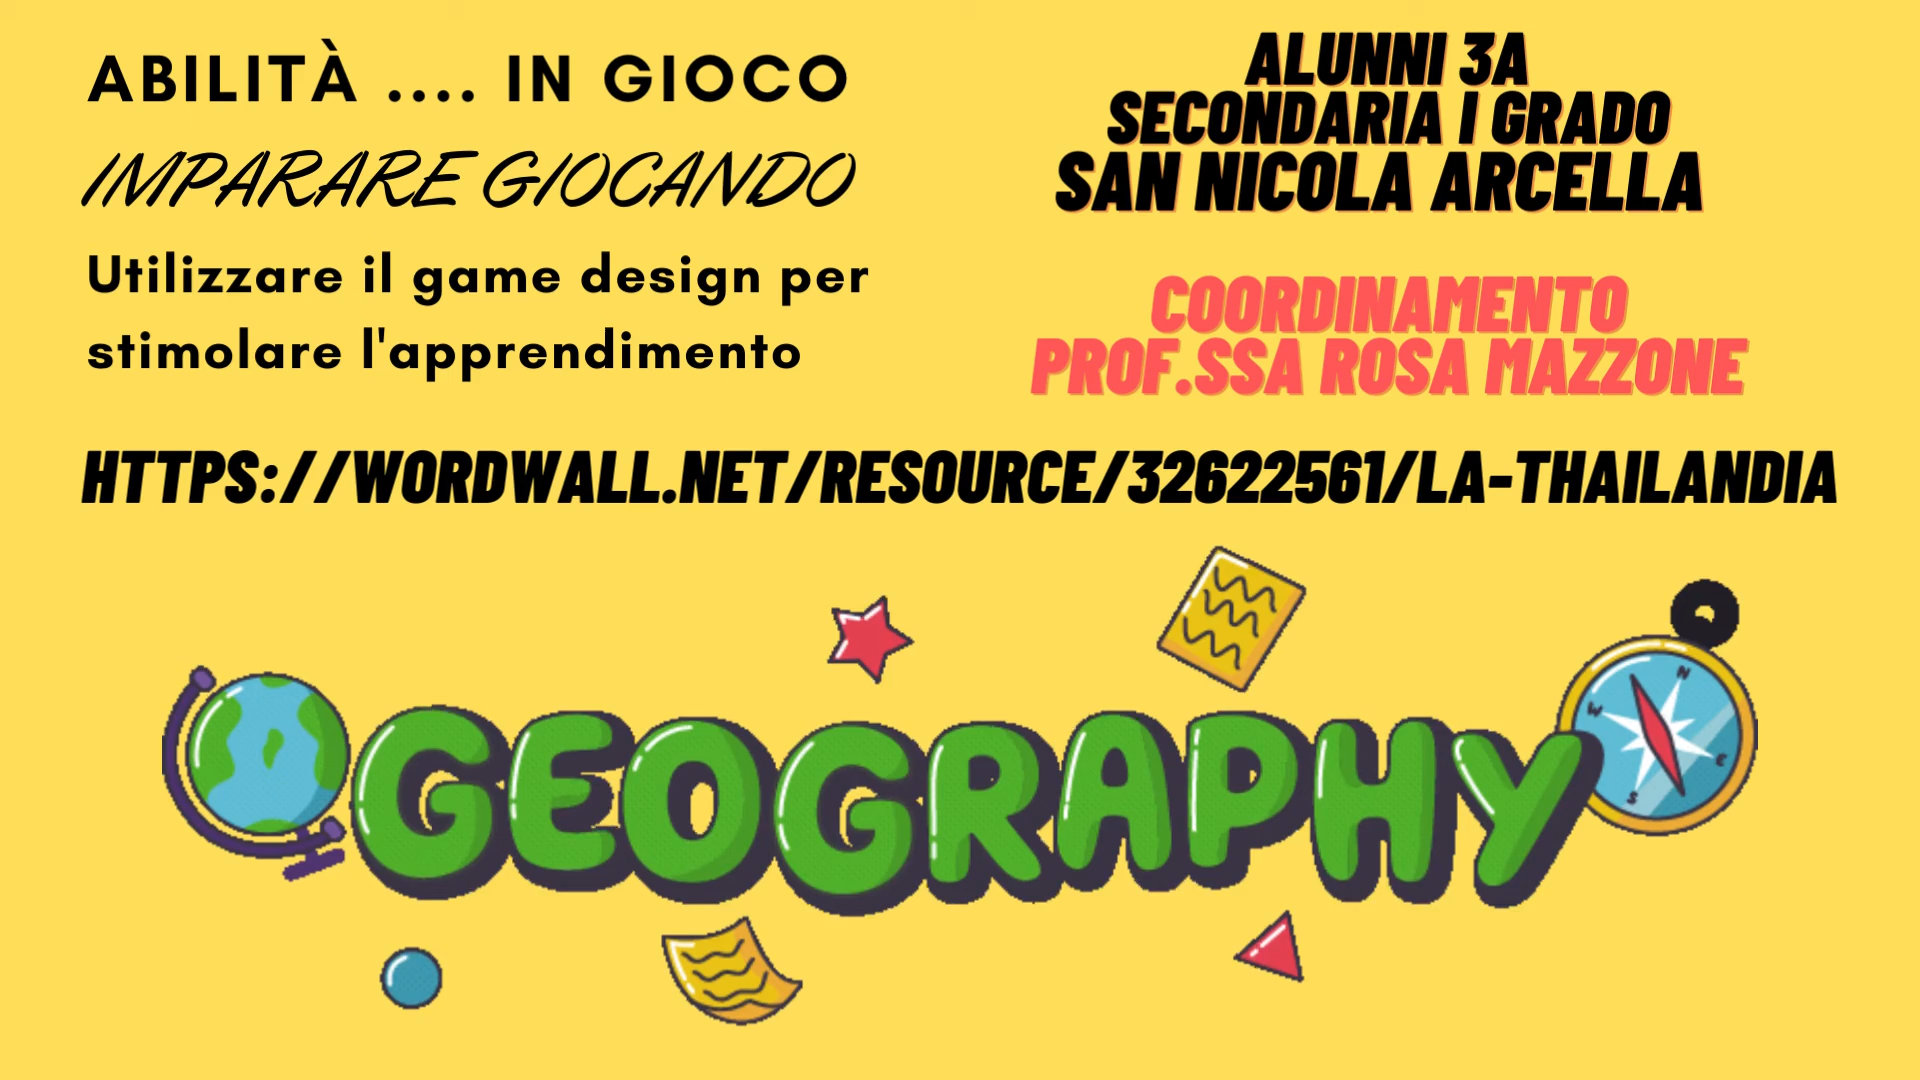 ABILITÀ .... IN GIOCO
IMPARARE GIOCANDO
Utilizzare il game design per
stimolare l'apprendimento
ALUNNI 3A
SECONDARIA I GRADO
SAN NICOLA ARCELLA
COORDINAMENTO
PROF.SSA ROSA MAZZONE
HTTPS://WORDWALL.NET/RESOURCE/32622561/LA-THAILANDIA
GEOGRAPHY
N
W
E
S